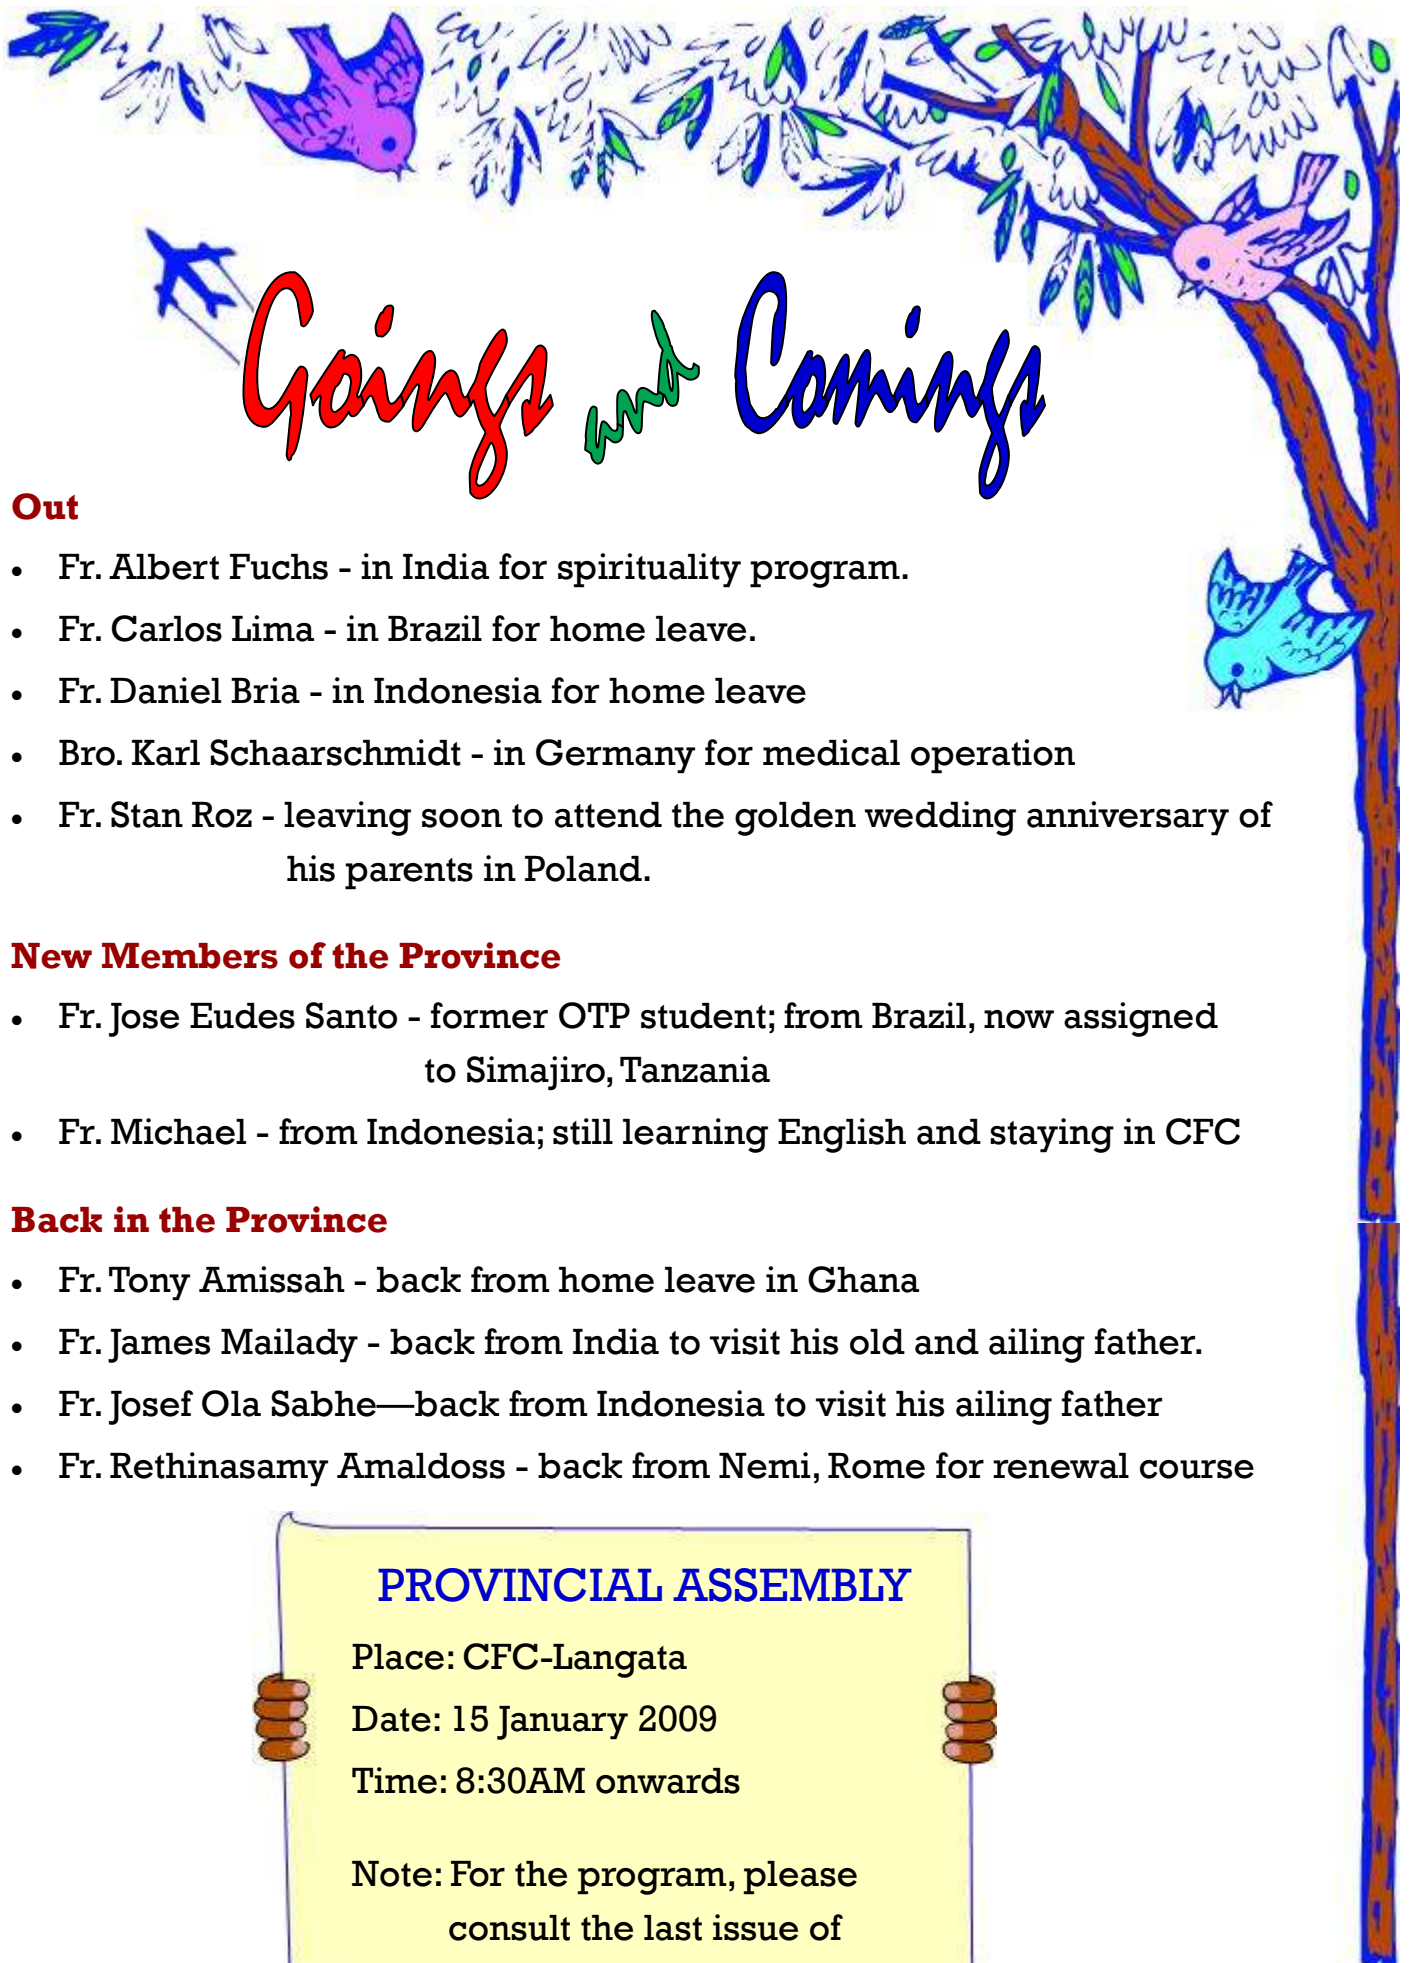 Goings and Comings
Out
• Fr. Albert Fuchs - in India for spirituality program.
• Fr. Carlos Lima - in Brazil for home leave.
• Fr. Daniel Bria - in Indonesia for home leave
• Bro. Karl Schaarschmidt - in Germany for medical operation
• Fr. Stan Roz - leaving soon to attend the golden wedding anniversary of
his parents in Poland.
New Members of the Province
• Fr. Jose Eudes Santo - former OTP student; from Brazil, now assigned
to Simajiro, Tanzania
• Fr. Michael - from Indonesia; still learning English and staying in CFC
Back in the Province
• Fr. Tony Amissah - back from home leave in Ghana
• Fr. James Mailady - back from India to visit his old and ailing father.
• Fr. Josef Ola Sabhe—back from Indonesia to visit his ailing father
• Fr. Rethinasamy Amaldoss - back from Nemi, Rome for renewal course
PROVINCIAL ASSEMBLY
Place: CFC-Langata
Date: 15 January 2009
Time: 8:30AM onwards
Note: For the program, please
consult the last issue of